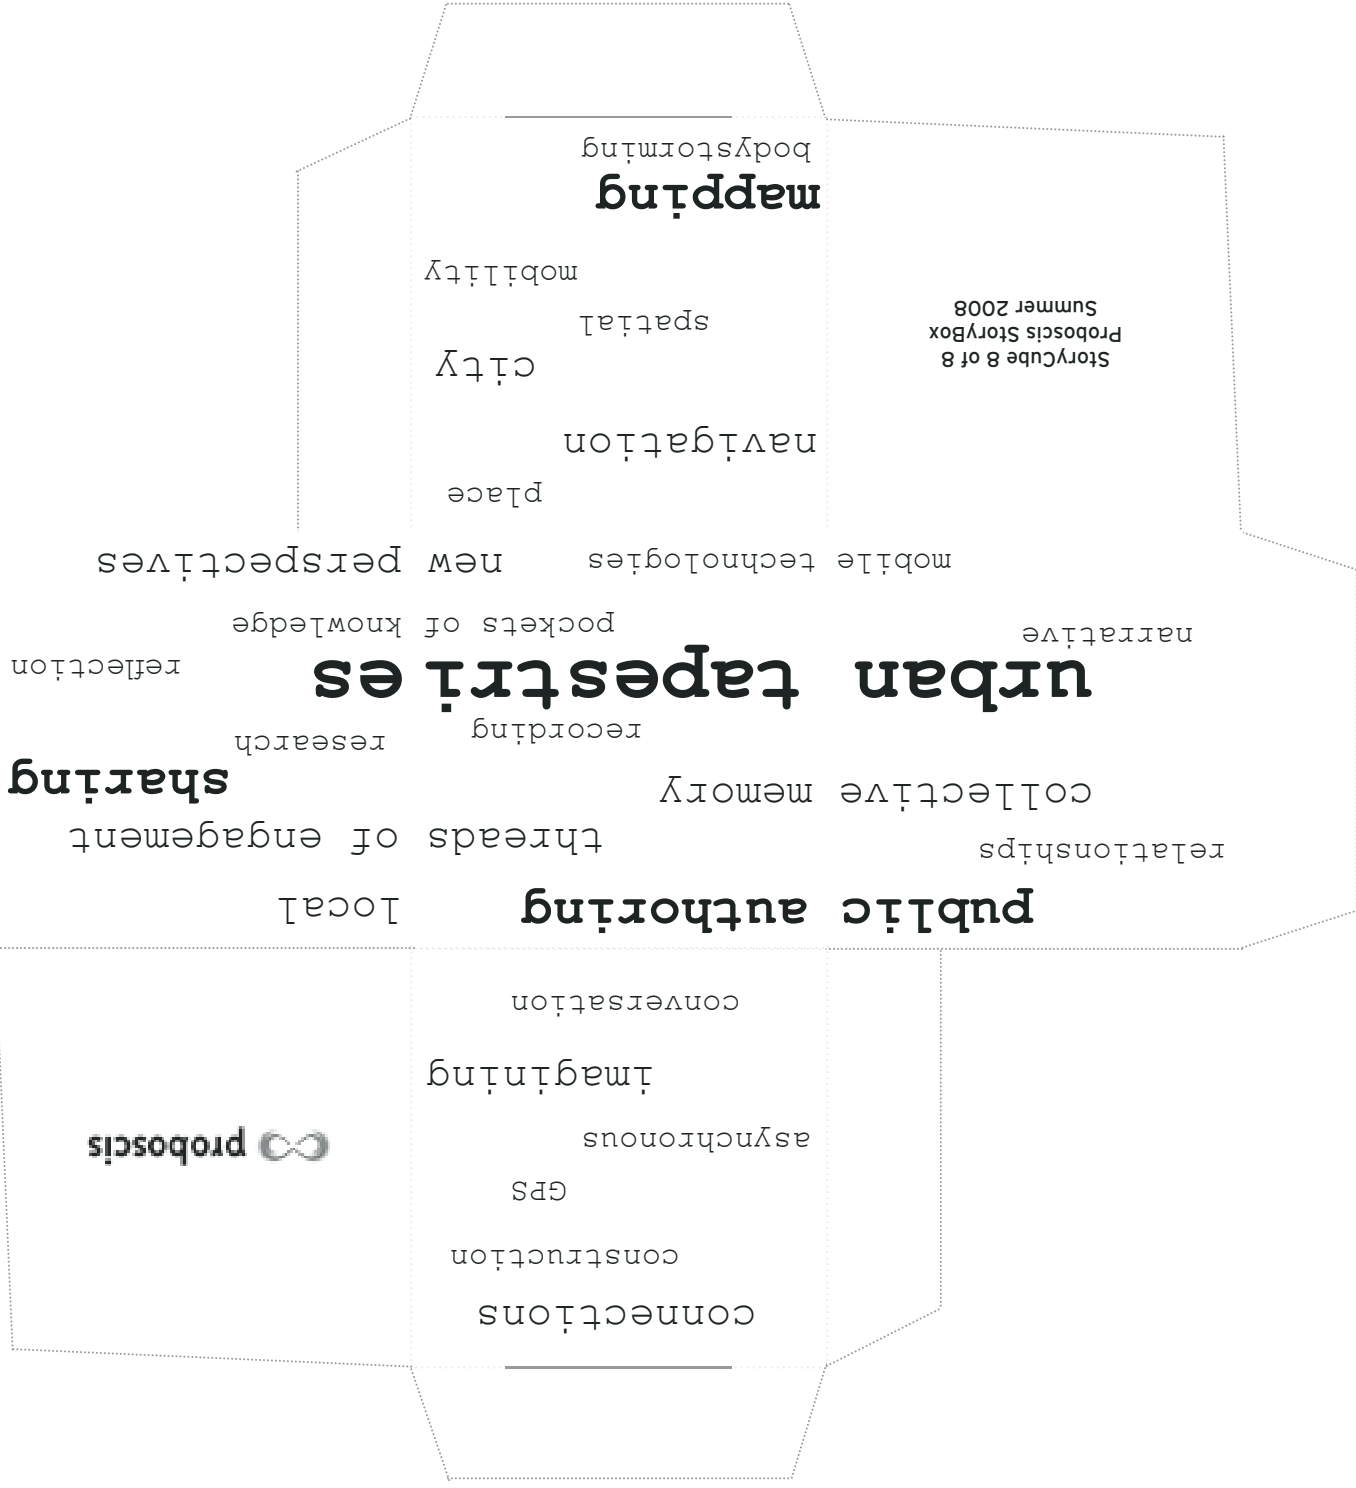 connections
construction
GPS
asynchronous
proboscis
imagining
conversation
public authoring local
relationships
threads of engagement
collective memory
sharing
research
recording
urban tapestries
reflection
narrative
pockets of knowledge
mobile technologies
new perspectives
place
navigation
city
StoryCube 8 of 8
Proboscis StoryBox
Summer 2008
spatial
mobility
mapping
bodystorming